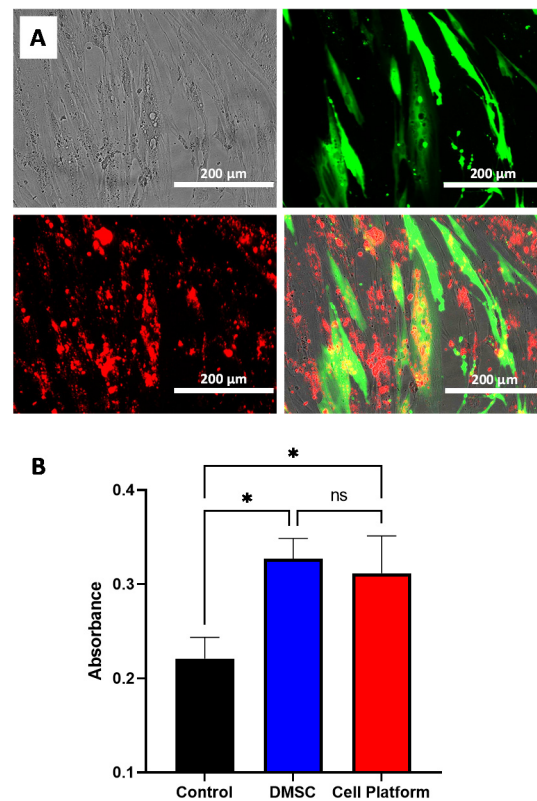 A
200 μm
200 μm
200 μm
200 μm
B
*
*
ns
0.4
0.3
0.2
0.1
Absorbance
Control
DMSC
Cell Platform